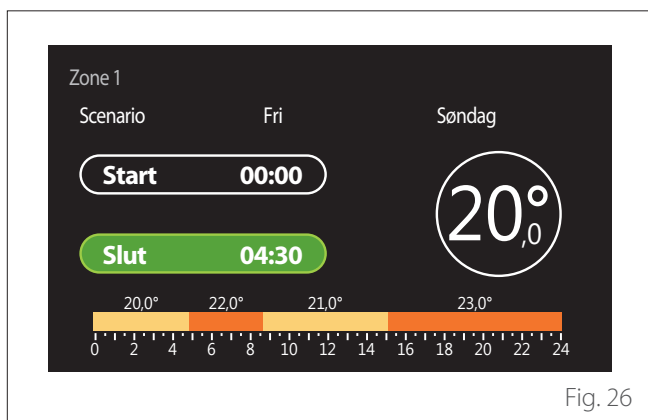 Zone 1
Scenario Fri Søndag
Start 00:00
20,0°
Slut 04:30
20,0° 22,0° 21,0° 23,0°
0 2 4 6 8 10 12 14 16 18 20 22 24
Fig. 26